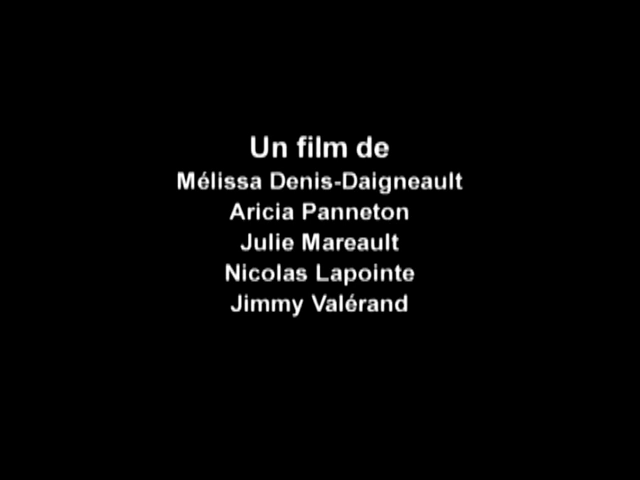 Un film de
Mélissa Denis-Daigneault
Aricia Panneton
Julie Mareault
Nicolas Lapointe
Jimmy Valérand